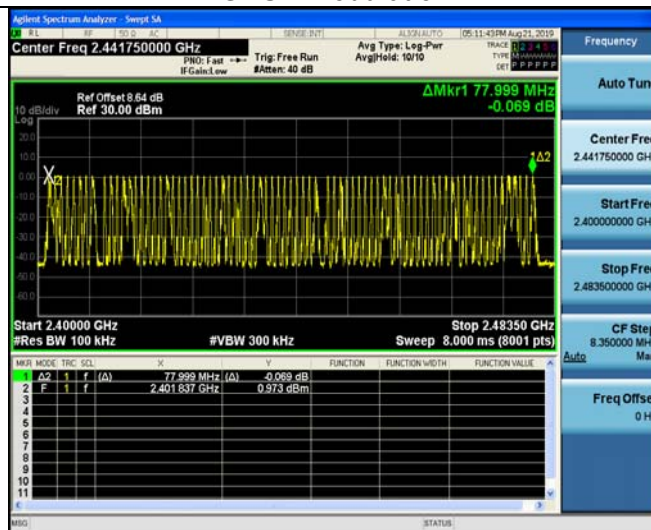 Agilent Spectrum Analyzer - Swept SA
RL RF 50 Ω AC SENSE:INT ALIGNAUTO 05:11:43PM Aug 21, 2019
Center Freq 2.441750000 GHz
PNO: Fast
IFGain:Low
Trig: Free Run
#Atten: 40 dB
Avg Type: Log-Pwr
Avg|Hold: 10/10
TRACE 1 2 3 4 5 6
TYPE
DET P P P P P P
Frequency
Auto Tun
Ref Offset 8.64 dB
10 dB/div Ref 30.00 dBm
Log
ΔMkr1 77.999 MHz
-0.069 dB
20.0
10.0
0.00
-10.0
-20.0
-30.0
-40.0
-50.0
-60.0
1Δ2
Center Fre
2.441750000 GH
Start Fre
2.400000000 GH
Stop Fre
2.483500000 GH
Start 2.40000 GHz Stop 2.48350 GHz
#Res BW 100 kHz #VBW 300 kHz Sweep 8.000 ms (8001 pts)
CF Ste
8.350000 MH
Auto Ma
MKR MODE TRC SCL X Y FUNCTION FUNCTION WIDTH FUNCTION VALUE
1 Δ2 1 f (Δ) 77.999 MHz (Δ) -0.069 dB
2 F 1 f 2.401 837 GHz 0.973 dBm
3
4
5
6
7
8
9
10
11
Freq Offse
0 H
MSG STATUS